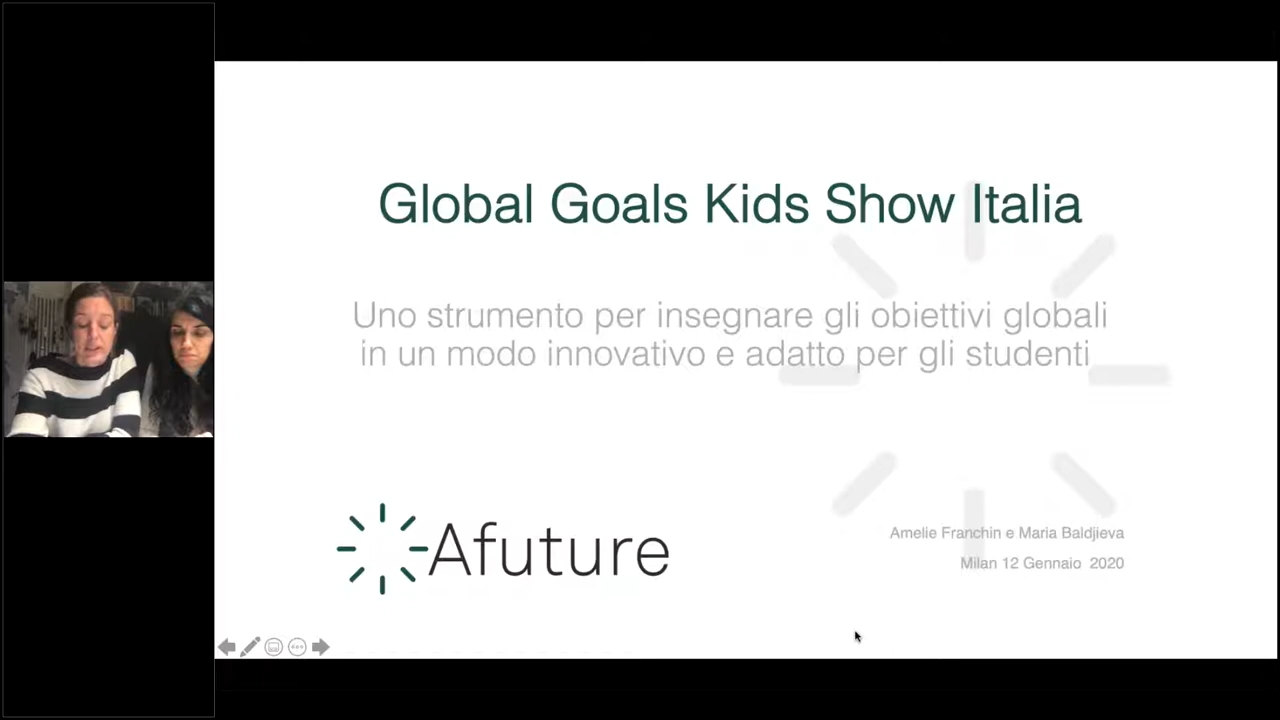 Global Goals Kids Show Italia
Uno strumento per insegnare gli obiettivi globali
in un modo innovativo e adatto per gli studenti
Afuture
Amelie Franchin e Maria Baldjieva
Milan 12 Gennaio 2020